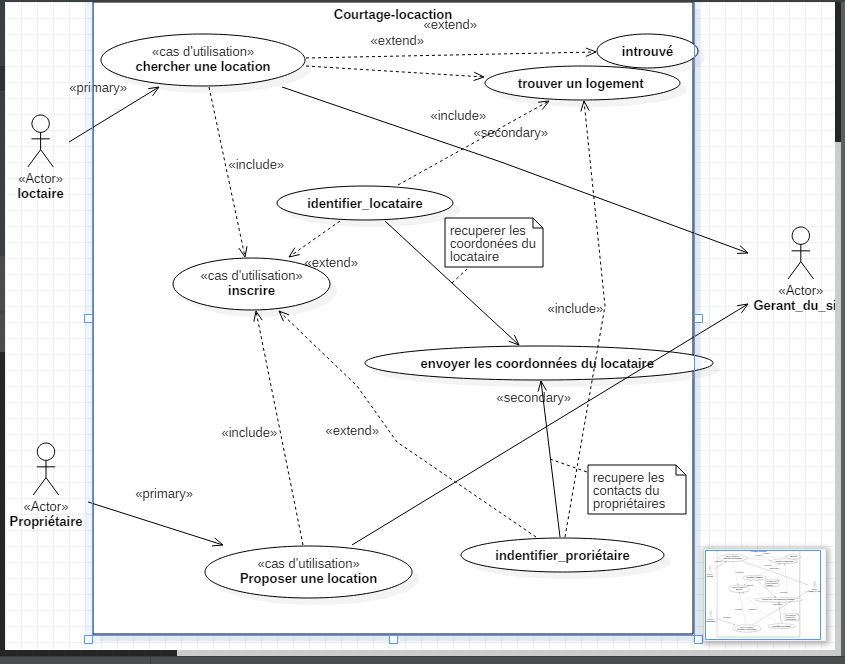 Courtage-locaction
«extend»
«extend»
«cas d'utilisation»
chercher une location
introuvé
trouver un logement
«primary»
«include»
«secondary»
«include»
«Actor»
loctaire
identifier_locataire
recuperer les
coordonées du
locataire
«extend»
«cas d'utilisation»
inscrire
«Actor»
Gerant_du_si
«include»
envoyer les coordonnées du locataire
«secondary»
«include»
«extend»
recupere les
contacts du
propriétaires
«primary»
«Actor»
Propriétaire
indentifier_proriétaire
«cas d'utilisation»
Proposer une location